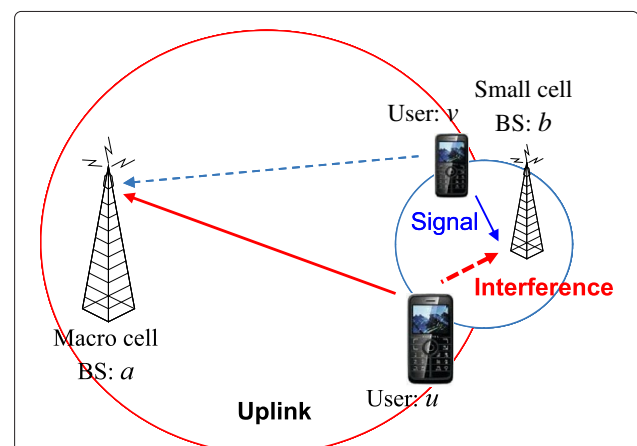 Small cell
BS: b
User: v
Signal
Interference
Macro cell
BS: a
User: u
Uplink